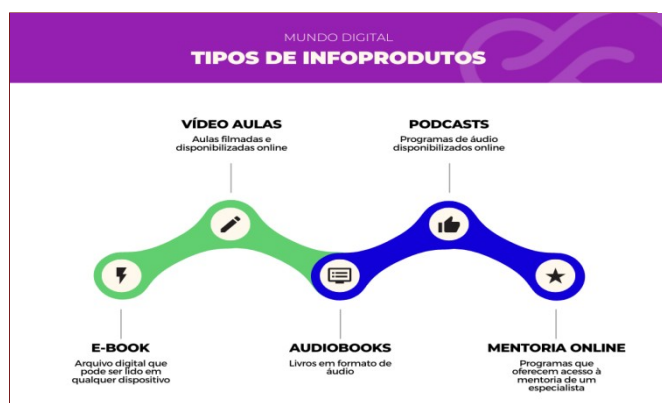 MUNDO DIGITAL
TIPOS DE INFOPRODUTOS
VÍDEO AULAS
Aulas filmadas e
disponibilizadas online
PODCASTS
Programas de áudio
disponibilizados online
E-BOOK
Arquivo digital que
pode ser lido em
qualquer dispositivo
AUDIOBOOKS
Livros em formato de
áudio
MENTORIA ONLINE
Programas que
oferecem acesso à
mentoria de um
especialista